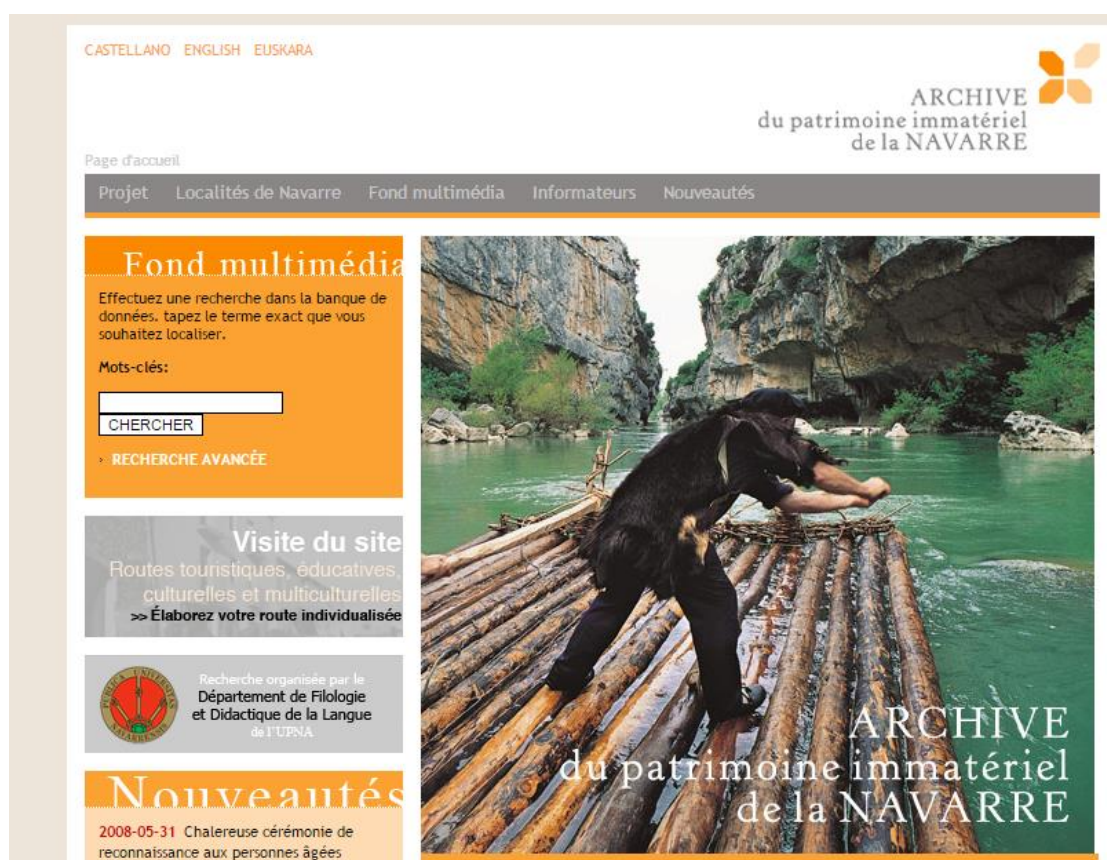 CASTELLANO ENGLISH EUSKARA
ARCHIVE
du patrimoine immatériel
de la NAVARRE
Page d'accueil
Projet Localités de Navarre Fond multimédia Informateurs Nouveautés
Fond multimédia
Effectuez une recherche dans la banque de
données. tapez le terme exact que vous
souhaitez localiser.
Mots-clés:
CHERCHER
RECHERCHE AVANCÉE
Visite du site
Routes touristiques, éducatives,
culturelles et multiculturelles
>> Élaborez votre route individualisée
PUBLICA UNIVERSITAS NAVARRENSIS
Recherche organisée par le
Département de Filologie
et Didactique de la Langue
de l'UPNA
Nouveautés
2008-05-31 Chalereuse cérémonie de
reconnaissance aux personnes âgées
ARCHIVE
du patrimoine immatériel
de la NAVARRE